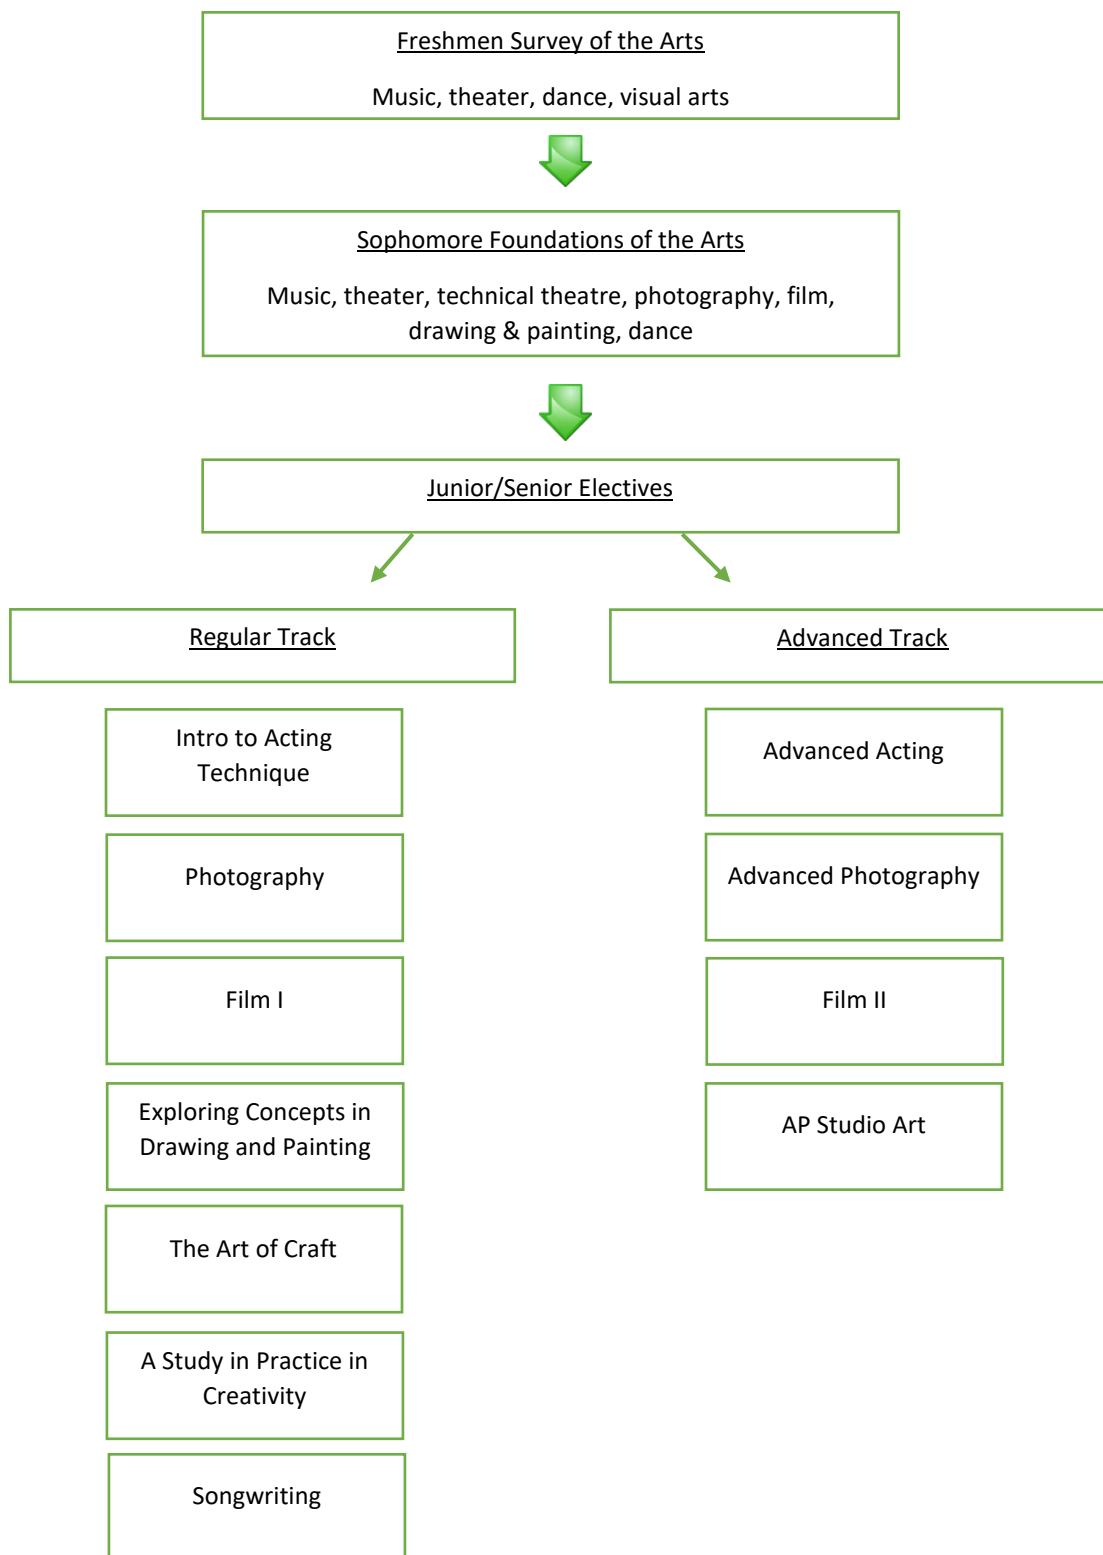 Freshmen Survey of the Arts
Music, theater, dance, visual arts
Sophomore Foundations of the Arts
Music, theater, technical theatre, photography, film,
drawing & painting, dance
Junior/Senior Electives
Regular Track
Advanced Track
Intro to Acting
Technique
Advanced Acting
Photography
Advanced Photography
Film I
Film II
Exploring Concepts in
Drawing and Painting
AP Studio Art
The Art of Craft
A Study in Practice in
Creativity
Songwriting